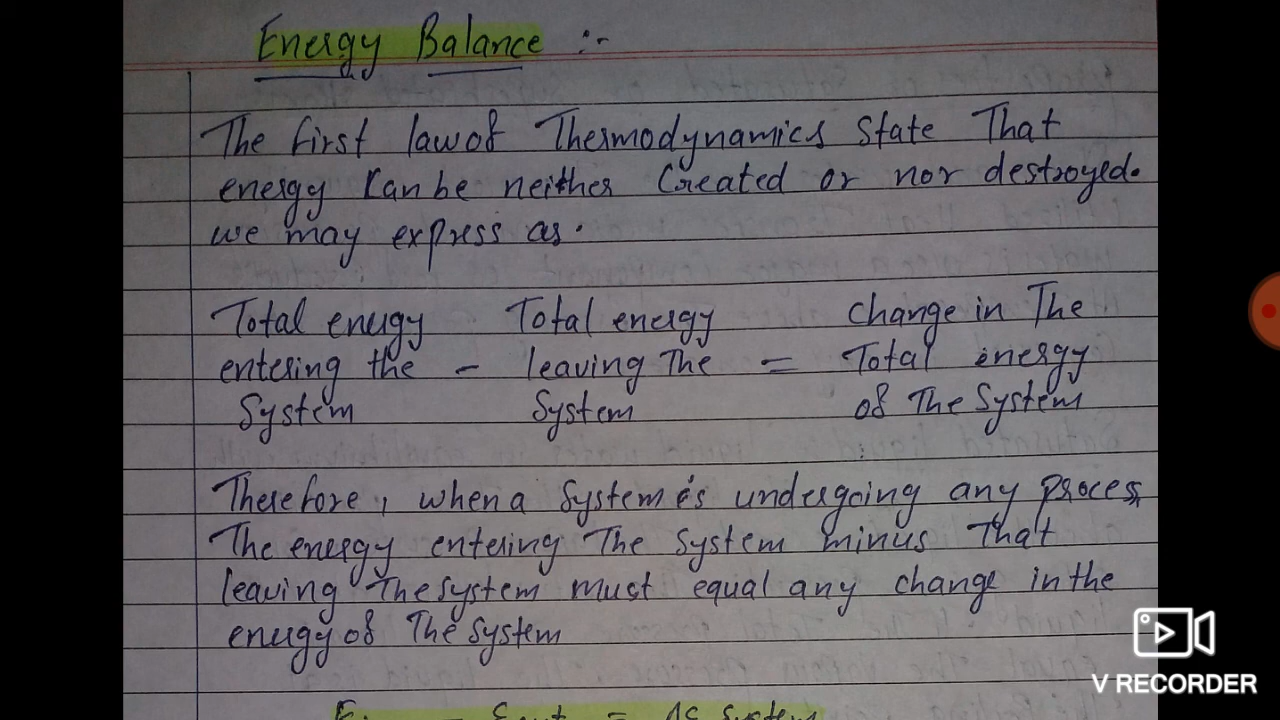 Energy Balance :-
The first law of Thermodynamics State That
energy can be neither Created or nor destroyed.
we may express as.
Total energy Total energy change in The
entering the - leaving The = Total energy
System System of The System
Therefore, when a System is undergoing any process
The energy entering The System minus That
leaving The system must equal any change in the
energy of The System
V RECORDER